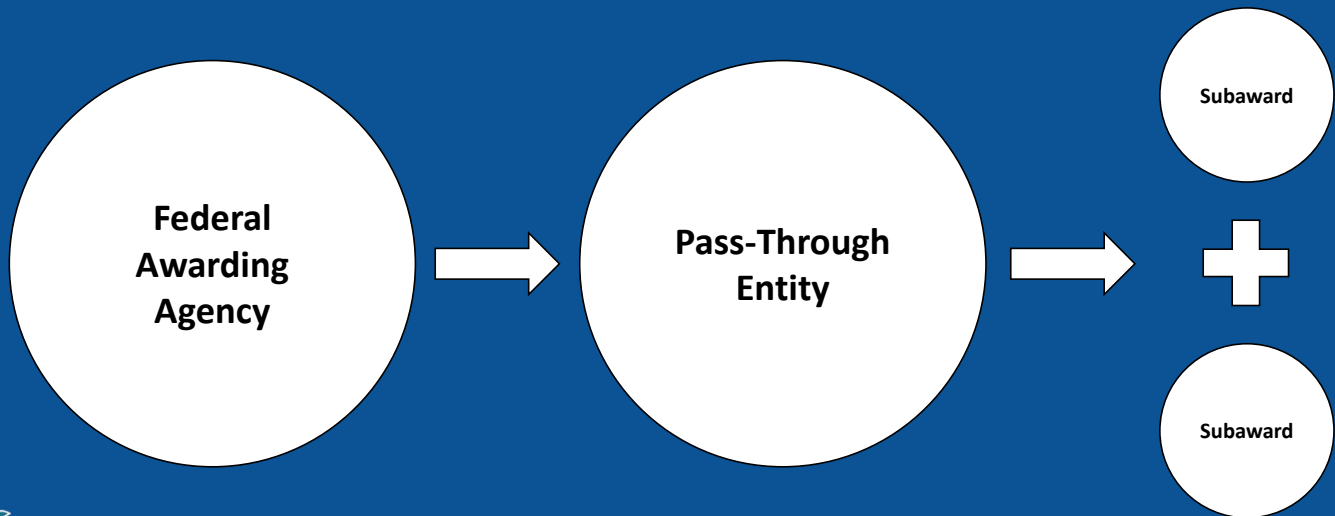 Federal
Awarding
Agency
Pass-Through
Entity
Subaward
Subaward